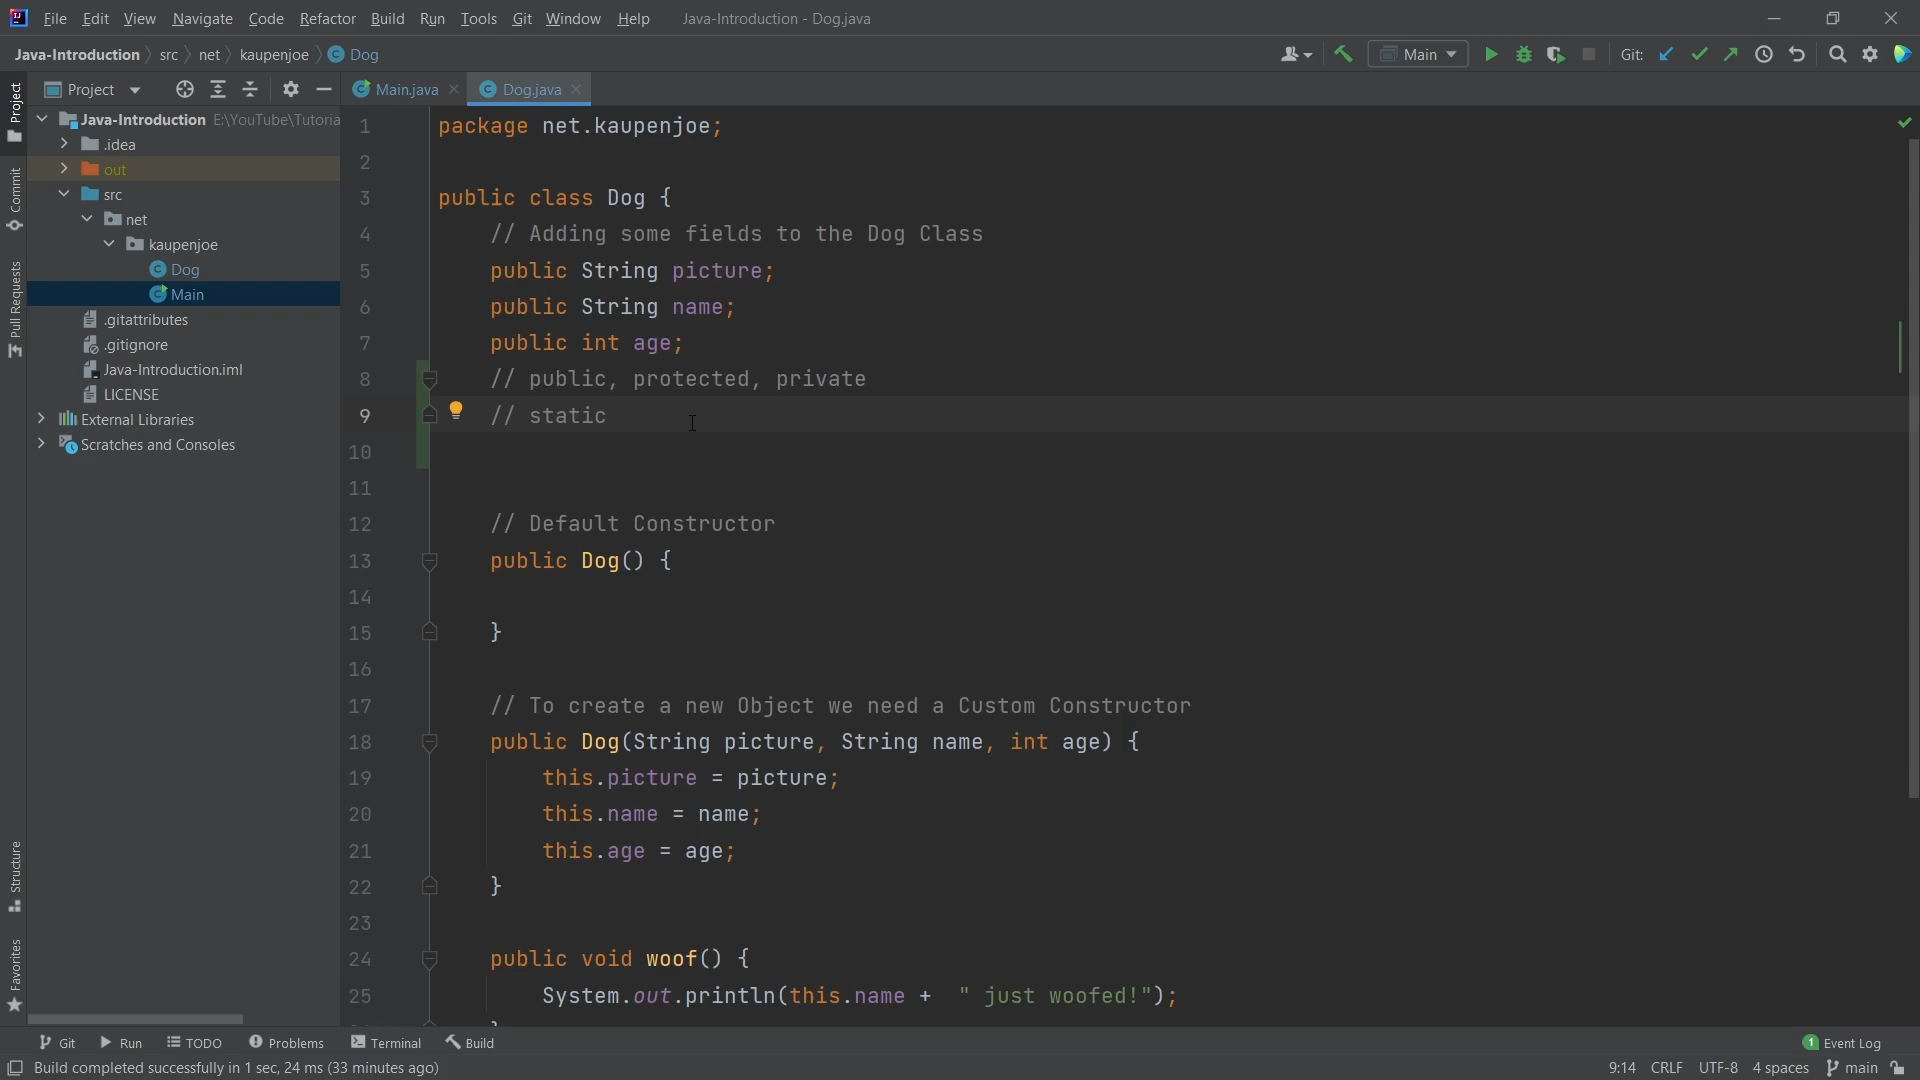 File Edit View Navigate Code Refactor Build Run Tools Git Window Help Java-Introduction - Dog.java
Java-Introduction src net kaupenjoe Dog Main Git:
Project Main.java Dog.java
Project
Commit
Pull Requests
Structure
Favorites
Java-Introduction E:\YouTube\Tutoria
.idea
out
src
net
kaupenjoe
Dog
Main
.gitattributes
.gitignore
Java-Introduction.iml
LICENSE
External Libraries
Scratches and Consoles
1 package net.kaupenjoe;
2
3 public class Dog {
4 // Adding some fields to the Dog Class
5 public String picture;
6 public String name;
7 public int age;
8 // public, protected, private
9 // static
10
11
12 // Default Constructor
13 public Dog() {
14
15 }
16
17 // To create a new Object we need a Custom Constructor
18 public Dog(String picture, String name, int age) {
19 this.picture = picture;
20 this.name = name;
21 this.age = age;
22 }
23
24 public void woof() {
25 System.out.println(this.name + " just woofed!");
Git Run TODO Problems Terminal Build 1 Event Log
Build completed successfully in 1 sec, 24 ms (33 minutes ago) 9:14 CRLF UTF-8 4 spaces main